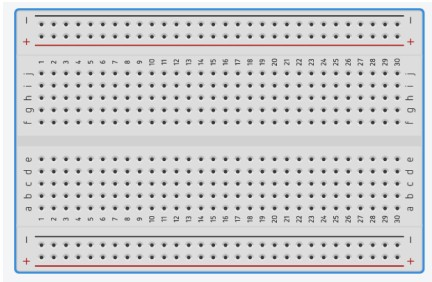 − −
+ +
1 2 3 4 5 6 7 8 9 10 11 12 13 14 15 16 17 18 19 20 21 22 23 24 25 26 27 28 29 30
j j
i i
h h
g g
f f
e e
d d
c c
b b
a a
1 2 3 4 5 6 7 8 9 10 11 12 13 14 15 16 17 18 19 20 21 22 23 24 25 26 27 28 29 30
− −
+ +